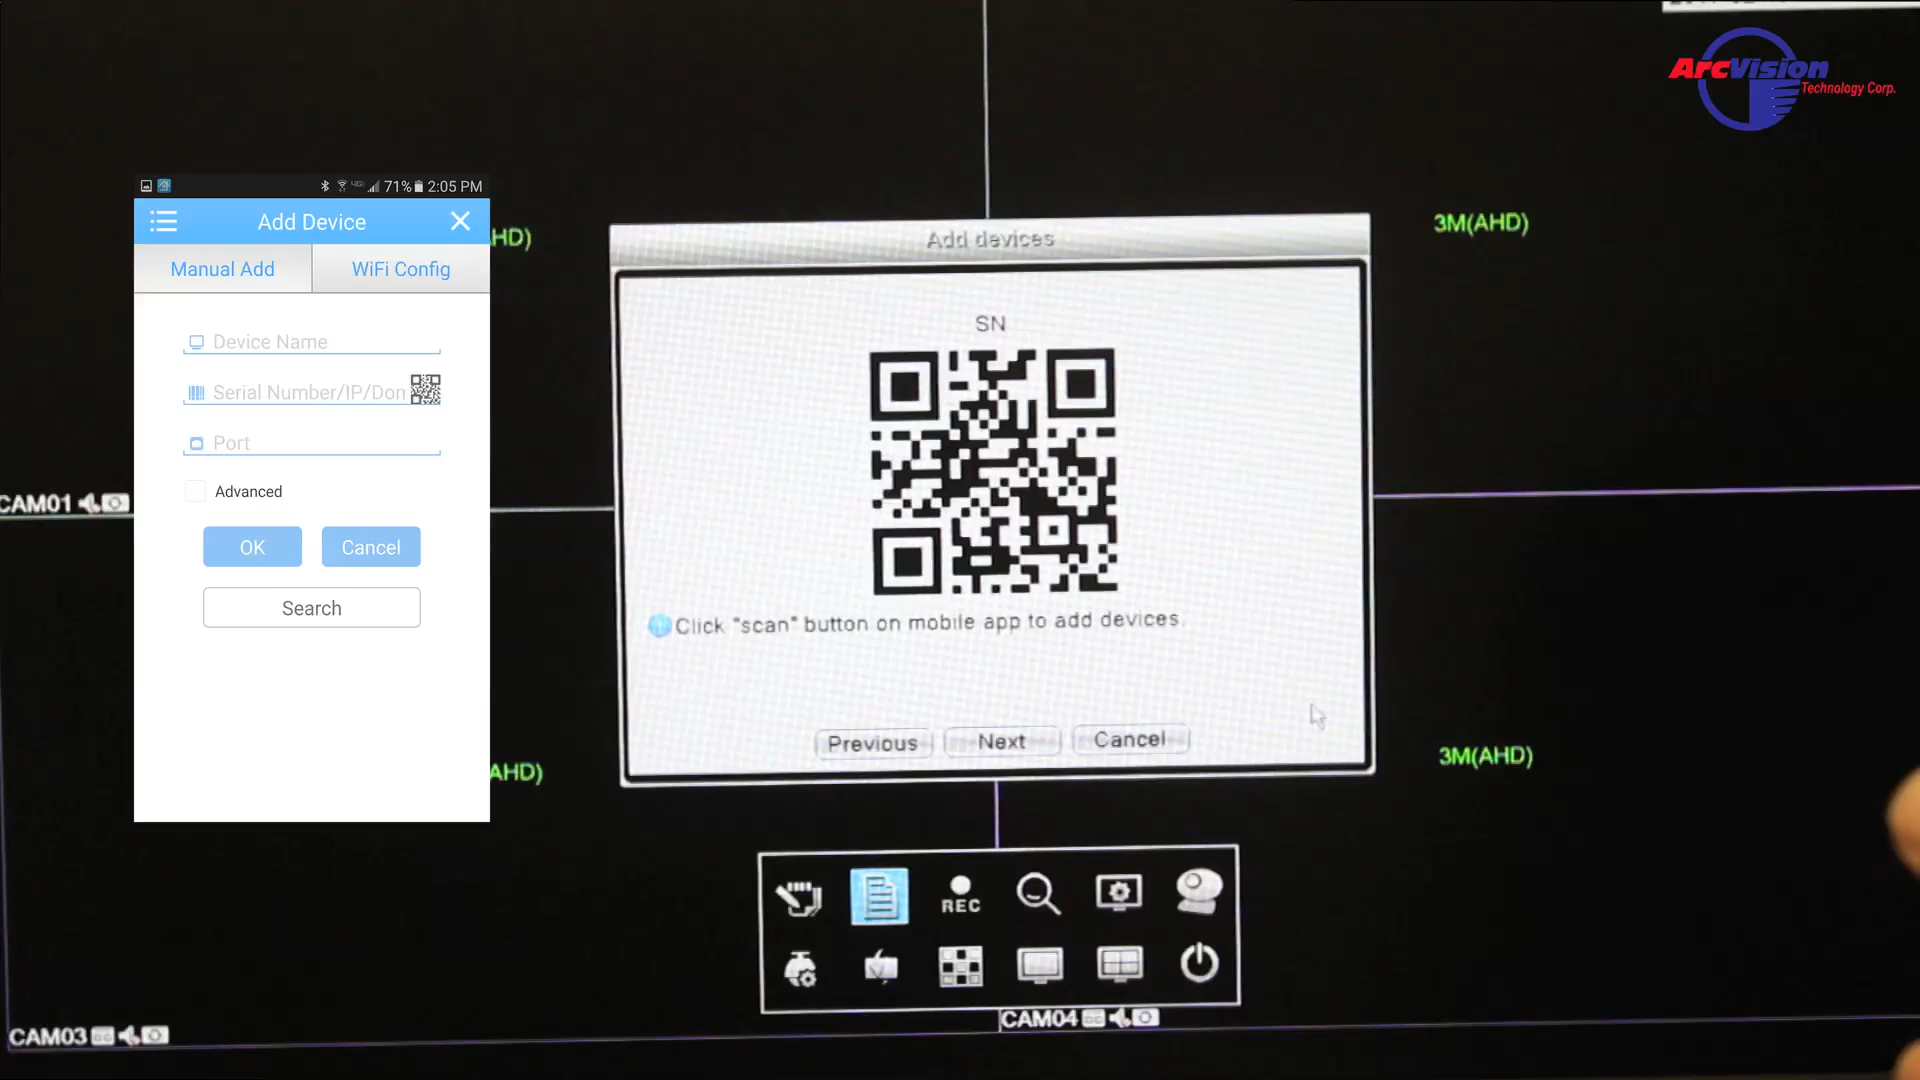 ArcVision
Technology Corp.
71% 2:05 PM
Add Device
Manual Add
WiFi Config
Device Name
Serial Number/IP/Don
Port
Advanced
OK
Cancel
Search
HD)
3M(AHD)
Add devices
SN
Click "scan" button on mobile app to add devices.
Previous
Next
Cancel
CAM01
AHD)
3M(AHD)
REC
CAM03
CAM04